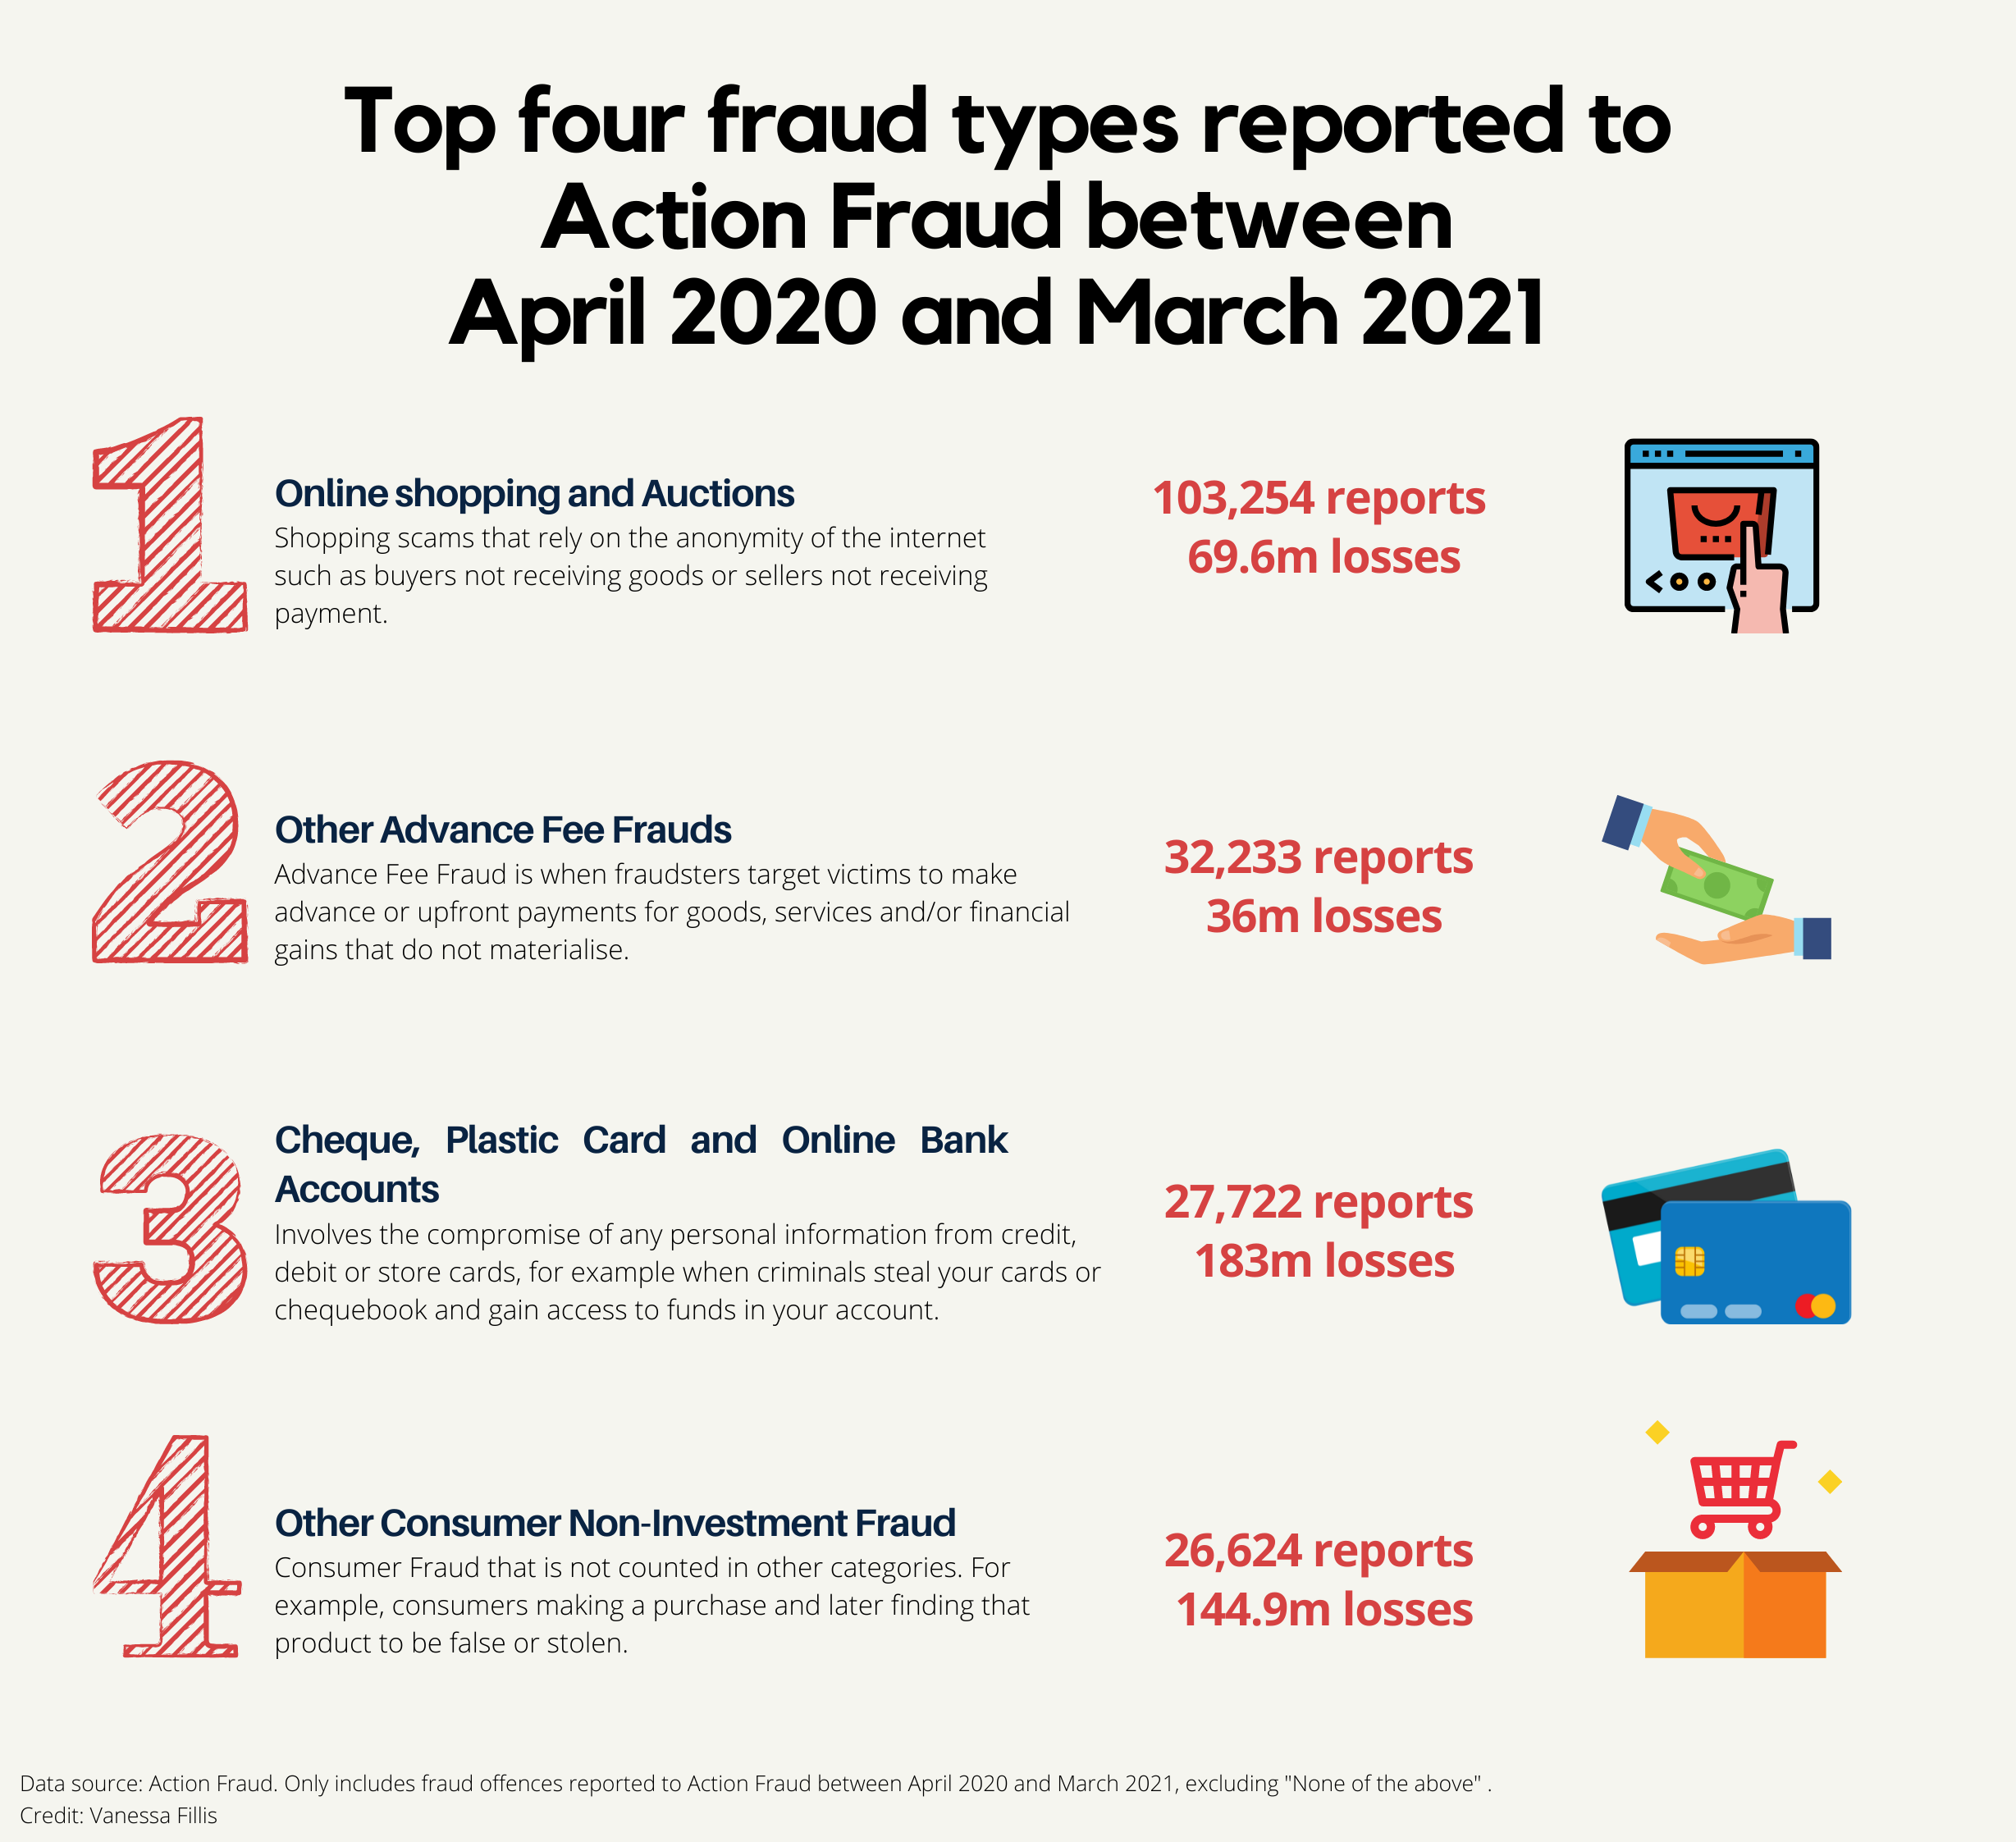 Top four fraud types reported to
Action Fraud between
April 2020 and March 2021
1
Online shopping and Auctions
Shopping scams that rely on the anonymity of the internet
such as buyers not receiving goods or sellers not receiving
payment.
103,254 reports
69.6m losses
2
Other Advance Fee Frauds
Advance Fee Fraud is when fraudsters target victims to make
advance or upfront payments for goods, services and/or financial
gains that do not materialise.
32,233 reports
36m losses
3
Cheque, Plastic Card and Online Bank
Accounts
Involves the compromise of any personal information from credit,
debit or store cards, for example when criminals steal your cards or
chequebook and gain access to funds in your account.
27,722 reports
183m losses
4
Other Consumer Non-Investment Fraud
Consumer Fraud that is not counted in other categories. For
example, consumers making a purchase and later finding that
product to be false or stolen.
26,624 reports
144.9m losses
Data source: Action Fraud. Only includes fraud offences reported to Action Fraud between April 2020 and March 2021, excluding "None of the above" .
Credit: Vanessa Fillis